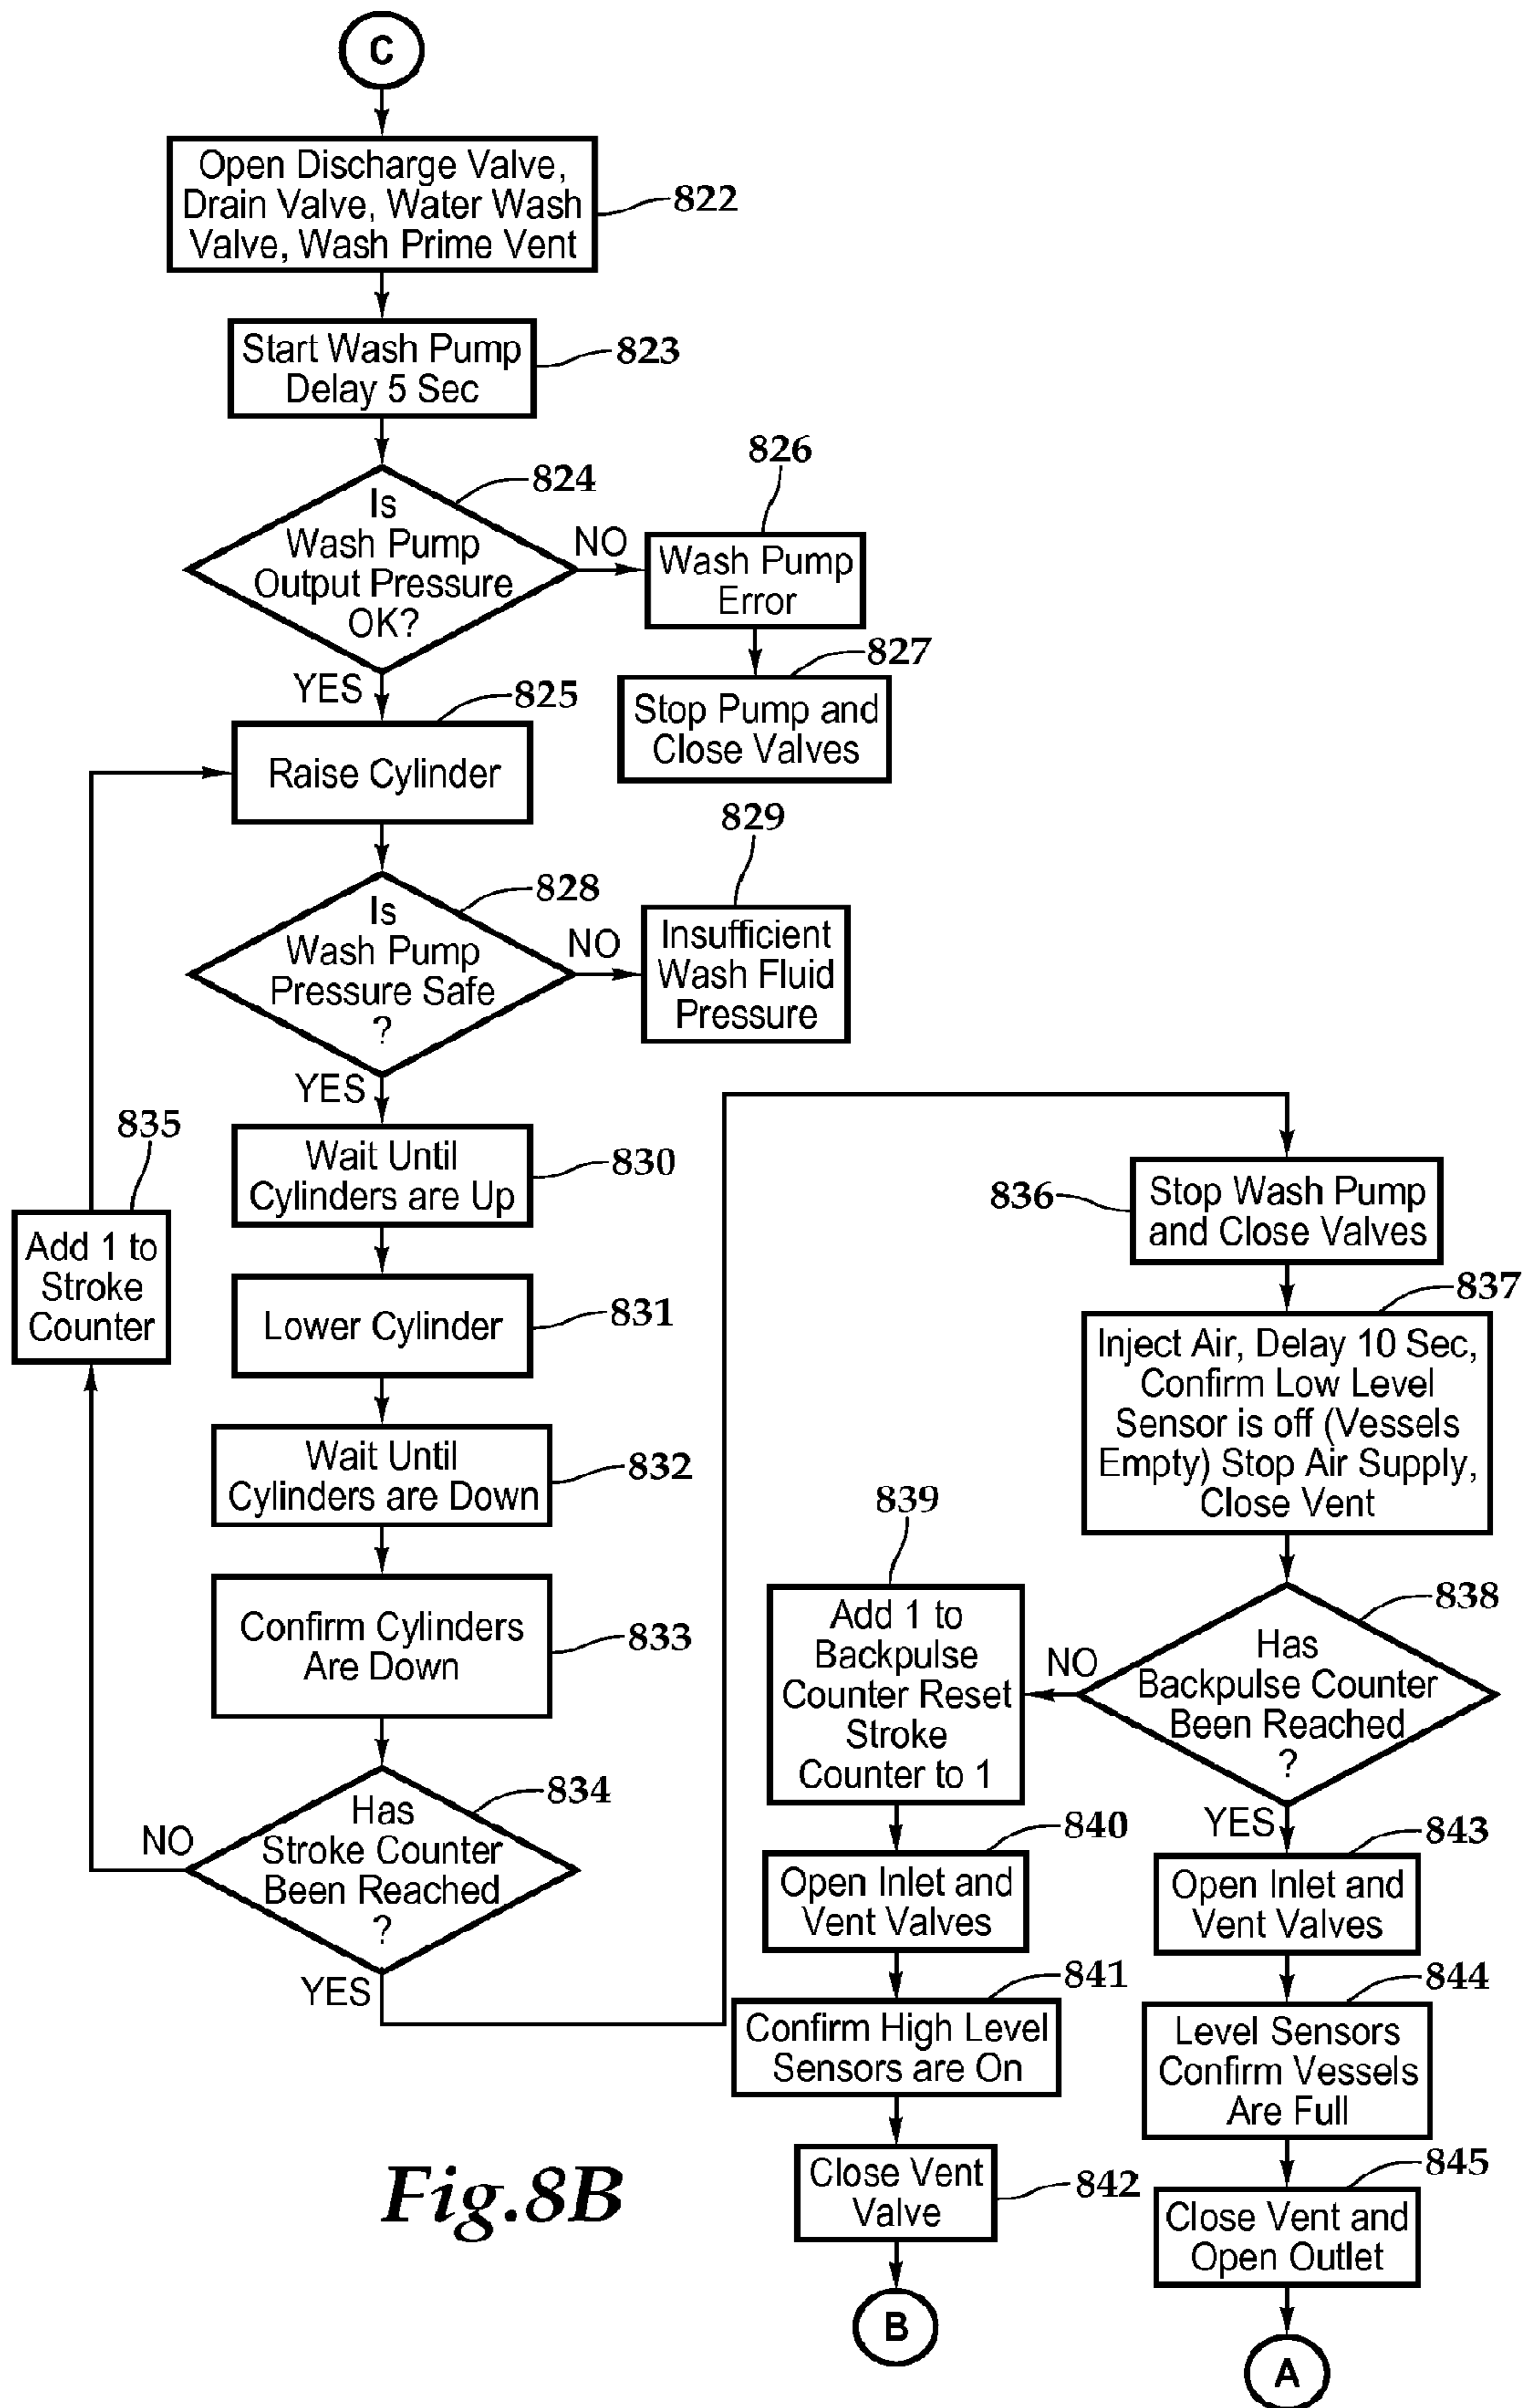 C
Open Discharge Valve,
Drain Valve, Water Wash
Valve, Wash Prime Vent
822
Start Wash Pump
Delay 5 Sec
823
Is
Wash Pump
Output Pressure
OK?
824
NO
YES
826
Wash Pump
Error
827
Stop Pump and
Close Valves
825
Raise Cylinder
828
Is
Wash Pump
Pressure Safe
?
NO
YES
829
Insufficient
Wash Fluid
Pressure
Wait Until
Cylinders are Up
830
Lower Cylinder
831
Wait Until
Cylinders are Down
832
Confirm Cylinders
Are Down
833
834
Has
Stroke Counter
Been Reached
?
NO
YES
835
Add 1 to
Stroke
Counter
836
Stop Wash Pump
and Close Valves
837
Inject Air, Delay 10 Sec,
Confirm Low Level
Sensor is off (Vessels
Empty) Stop Air Supply,
Close Vent
838
Has
Backpulse Counter
Been Reached
?
NO
YES
839
Add 1 to
Backpulse
Counter Reset
Stroke
Counter to 1
840
Open Inlet and
Vent Valves
841
Confirm High Level
Sensors are On
Close Vent
Valve
842
B
843
Open Inlet and
Vent Valves
844
Level Sensors
Confirm Vessels
Are Full
845
Close Vent and
Open Outlet
A
Fig.8B